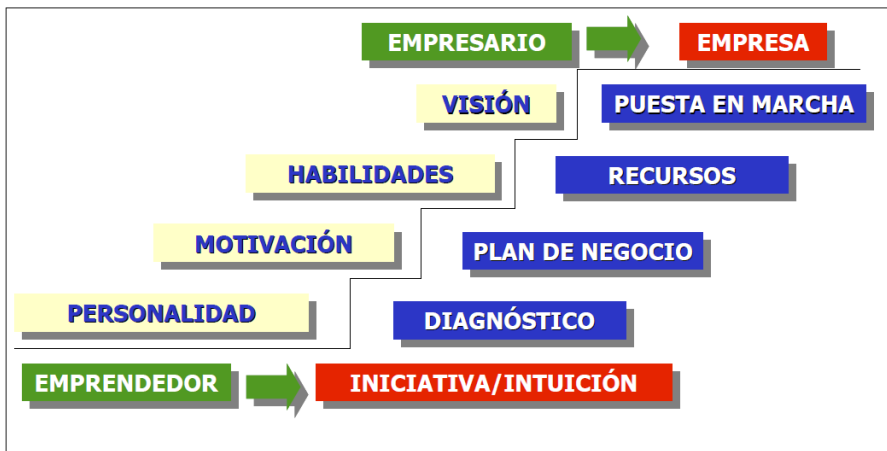 EMPRESARIO EMPRESA
VISIÓN PUESTA EN MARCHA
HABILIDADES RECURSOS
MOTIVACIÓN PLAN DE NEGOCIO
PERSONALIDAD DIAGNÓSTICO
EMPRENDEDOR INICIATIVA/INTUICIÓN